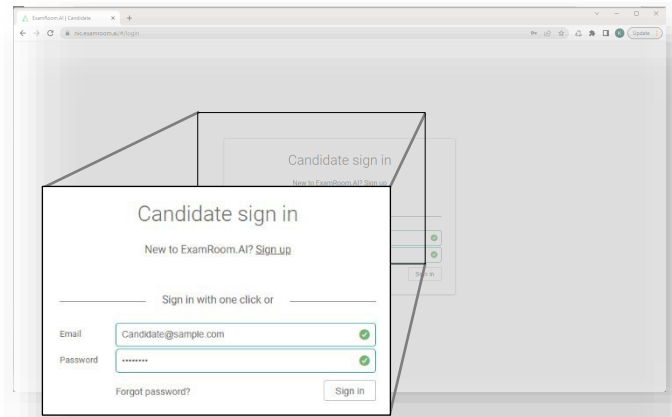 ExamRoom.AI | Candidate
nic.examroom.ai/#/login
Update
Candidate sign in
New to ExamRoom.AI? Sign up
Sign in
Candidate sign in
New to ExamRoom.AI? Sign up
Sign in with one click or
Email Candidate@sample.com
Password ••••••••
Forgot password? Sign in